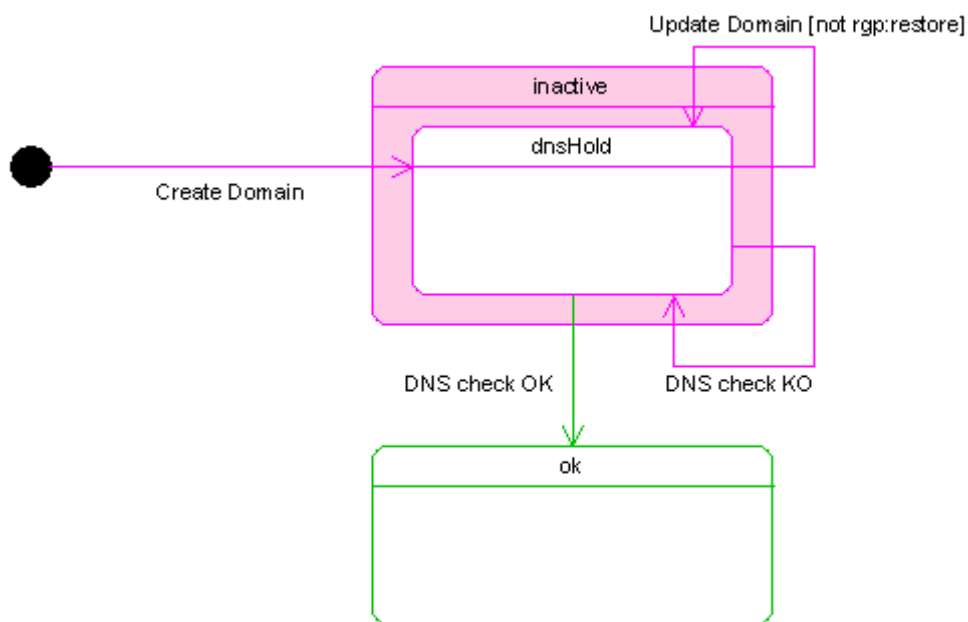 Update Domain [not rgp:restore]
inactive
dnsHold
Create Domain
DNS check OK
DNS check KO
ok